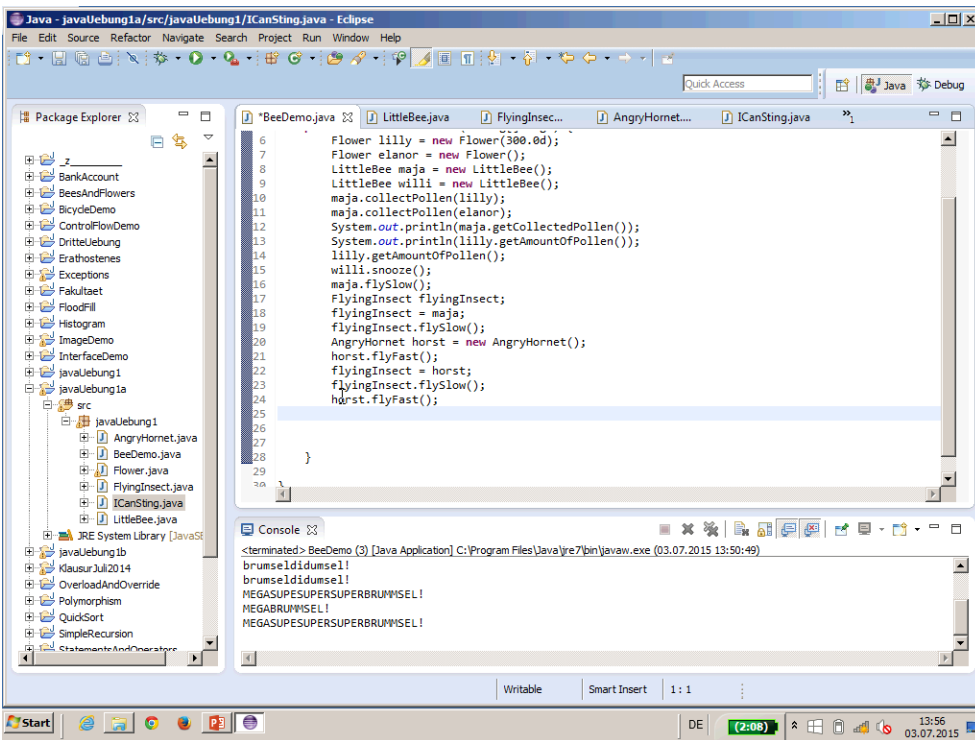 Java - javaUebung1a/src/javaUebung1/ICanSting.java - Eclipse
File Edit Source Refactor Navigate Search Project Run Window Help
Quick Access
Java Debug
Package Explorer
_z_________
BankAccount
BeesAndFlowers
BicycleDemo
ControlFlowDemo
DritteUebung
Erathostenes
Exceptions
Fakultaet
FloodFill
Histogram
ImageDemo
InterfaceDemo
javaUebung1
javaUebung1a
src
javaUebung1
AngryHornet.java
BeeDemo.java
Flower.java
FlyingInsect.java
ICanSting.java
LittleBee.java
JRE System Library [JavaSE
javaUebung1b
KlausurJuli2014
OverloadAndOverride
Polymorphism
QuickSort
SimpleRecursion
StatementsAndOperators
*BeeDemo.java LittleBee.java FlyingInsec... AngryHornet.... ICanSting.java »1
6 Flower lilly = new Flower(300.0d);
7 Flower elanor = new Flower();
8 LittleBee maja = new LittleBee();
9 LittleBee willi = new LittleBee();
10 maja.collectPollen(lilly);
11 maja.collectPollen(elanor);
12 System.out.println(maja.getCollectedPollen());
13 System.out.println(lilly.getAmountOfPollen());
14 lilly.getAmountOfPollen();
15 willi.snooze();
16 maja.flySlow();
17 FlyingInsect flyingInsect;
18 flyingInsect = maja;
19 flyingInsect.flySlow();
20 AngryHornet horst = new AngryHornet();
21 horst.flyFast();
22 flyingInsect = horst;
23 flyingInsect.flySlow();
24 horst.flyFast();
25
26
27
28 }
29
30 }
Console
<terminated> BeeDemo (3) [Java Application] C:\Program Files\Java\jre7\bin\javaw.exe (03.07.2015 13:50:49)
brumseldidumsel!
brumseldidumsel!
MEGASUPESUPERSUPERBRUMMSEL!
MEGABRUMMSEL!
MEGASUPESUPERSUPERBRUMMSEL!
Writable Smart Insert 1 : 1
Start DE (2:08) 13:56
03.07.2015